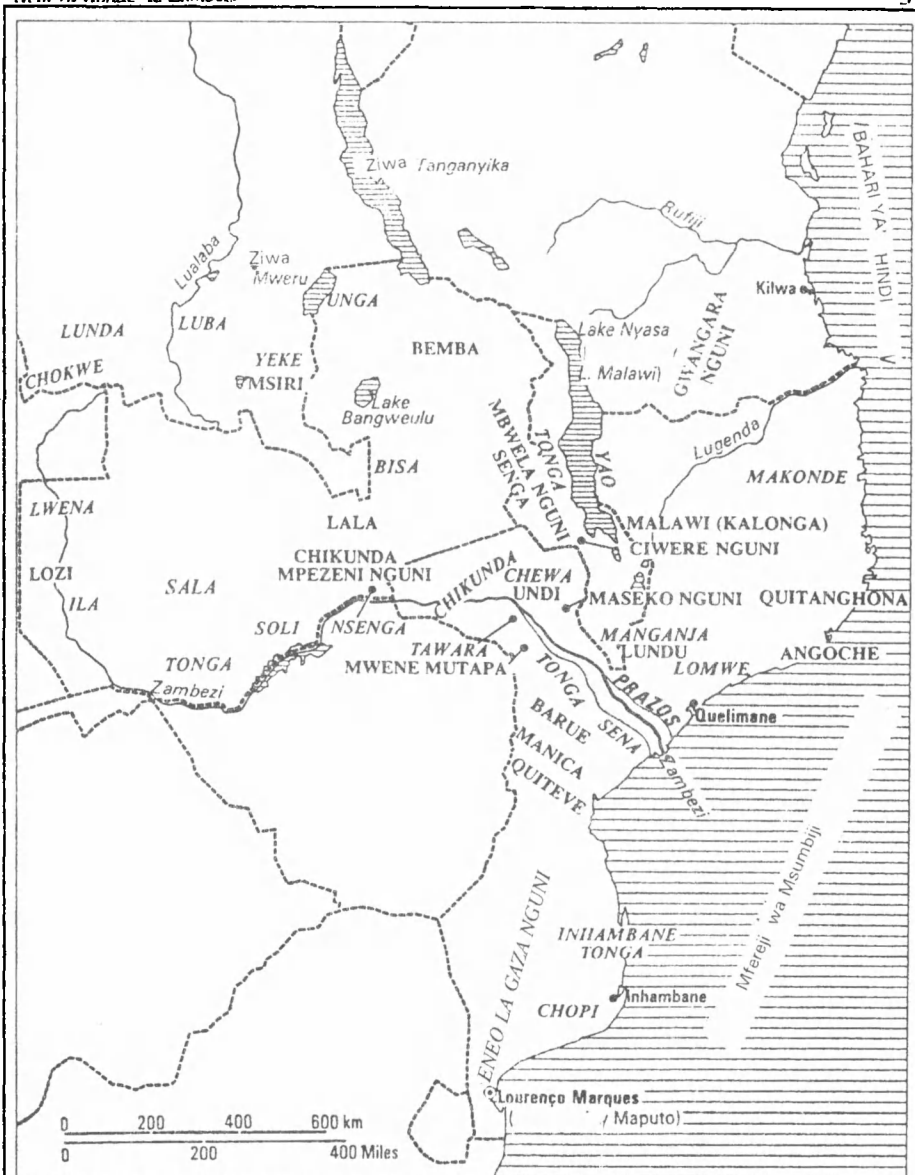 Ziwa Tanganyika
BAHARI YA' HINDI
Rufiji
Lualaba
Ziwa
Mweru
Kilwa
UNGA
LUNDA
LUBA
Lake Nyasa
L. Malawi)
GWANGARA
NGUNI
BEMBA
CHOKWE
YEKE
MSIRI
Lake
Bangweulu
MBWELA NGUNI
SENGA
TONGA
YAO
Lugenda
BISA
MAKONDE
LWENA
LALA
MALAWI (KALONGA)
CIWERE NGUNI
LOZI
CHIKUNDA
MPEZENI NGUNI
CHIKUNDA
CHEWA
UNDI
SALA
ILA
MASEKO NGUNI
QUITANGHONA
SOLI
NSENGA
MANGANJA
LUNDU
TAWARA
MWENE MUTAPA
LOMWE
ANGOCHE
TONGA
Zambezi
TONGA
SENA
PRAZOS
Quelimane
BARUE
MANICA
QUITEVE
Zambezi
Mfereji wa Msumbiji
ENEO LA GAZA NGUNI
INHAMBANE
TONGA
Inhambane
CHOPI
Lourenço Marques
( / Maputo)
0 200 400 600 km
0 200 400 Miles